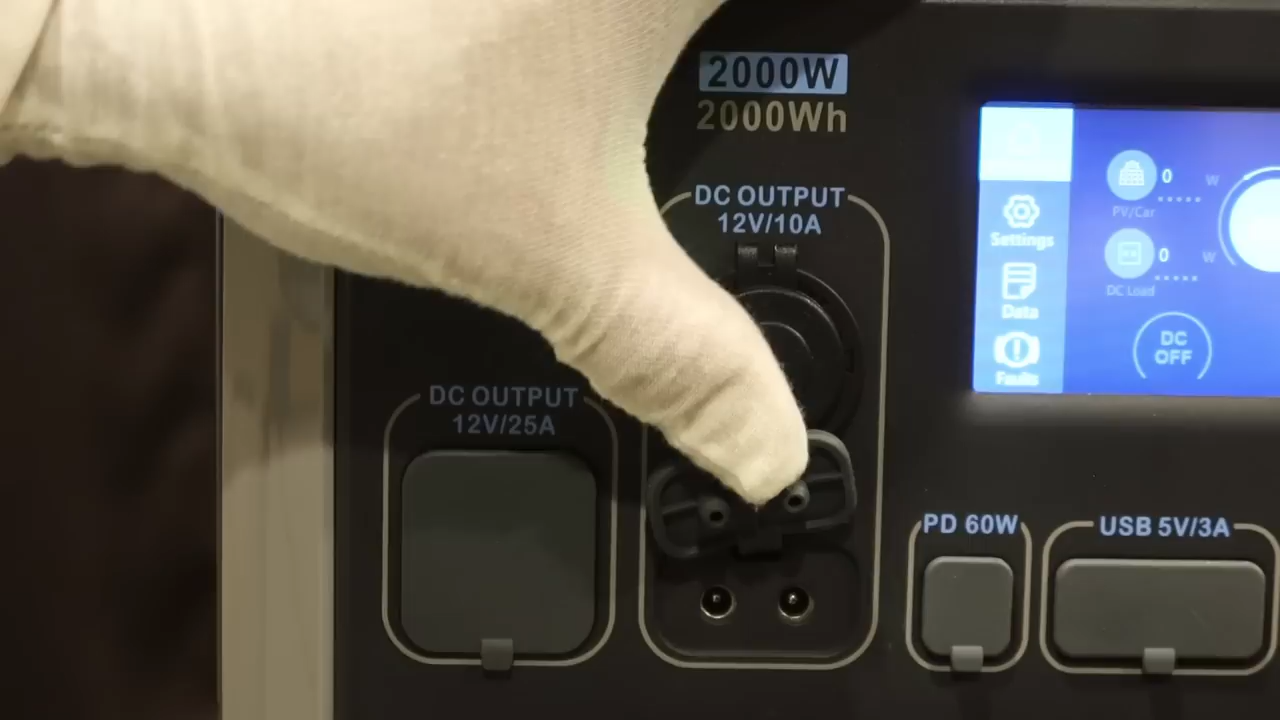 2000W
2000Wh
DC OUTPUT
12V/10A
0 W
PV/Car
Settings
0 W
DC Load
Data
DC
OFF
Faults
DC OUTPUT
12V/25A
PD 60W
USB 5V/3A